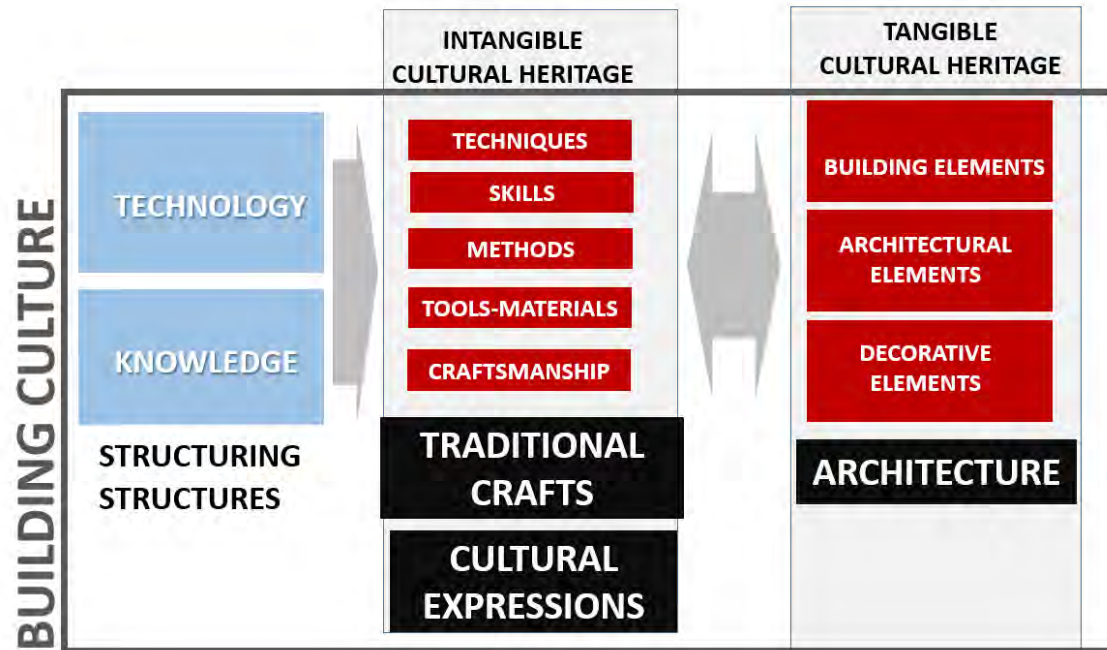 BUILDING CULTURE
TECHNOLOGY
KNOWLEDGE
STRUCTURING
STRUCTURES
INTANGIBLE
CULTURAL HERITAGE
TECHNIQUES
SKILLS
METHODS
TOOLS-MATERIALS
CRAFTSMANSHIP
TRADITIONAL
CRAFTS
CULTURAL
EXPRESSIONS
TANGIBLE
CULTURAL HERITAGE
BUILDING ELEMENTS
ARCHITECTURAL
ELEMENTS
DECORATIVE
ELEMENTS
ARCHITECTURE